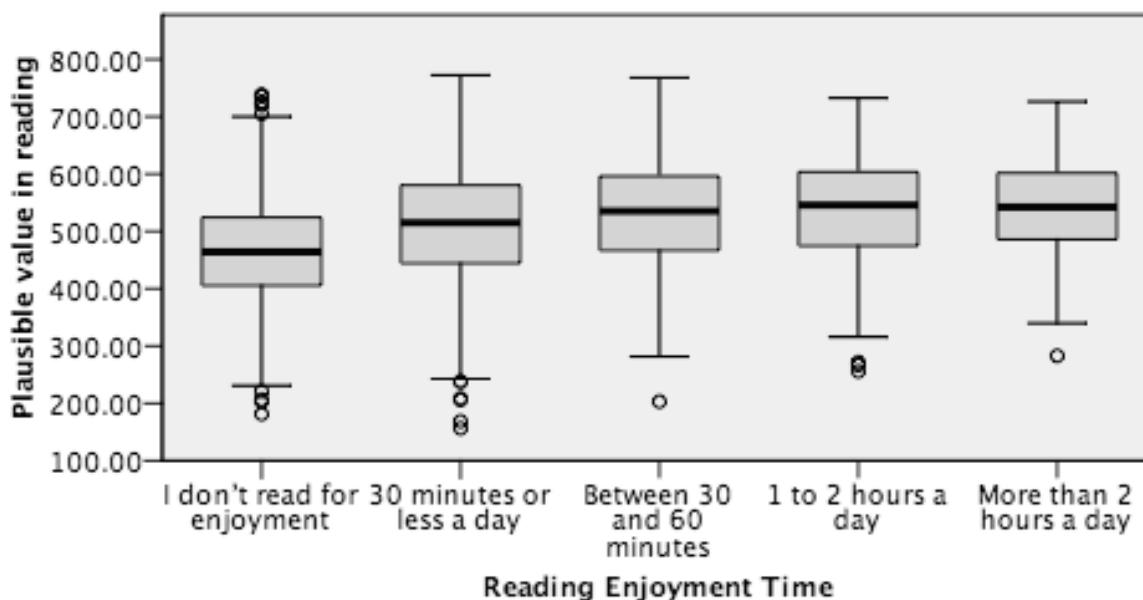 Plausible value in reading
800.00
700.00
600.00
500.00
400.00
300.00
200.00
100.00
I don't read for
enjoyment
30 minutes or
less a day
Between 30
and 60
minutes
1 to 2 hours a
day
More than 2
hours a day
Reading Enjoyment Time